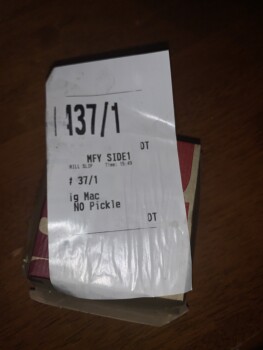 437/1
DT
MFY SIDE1
# 37/1
ig Mac
NO Pickle
DT